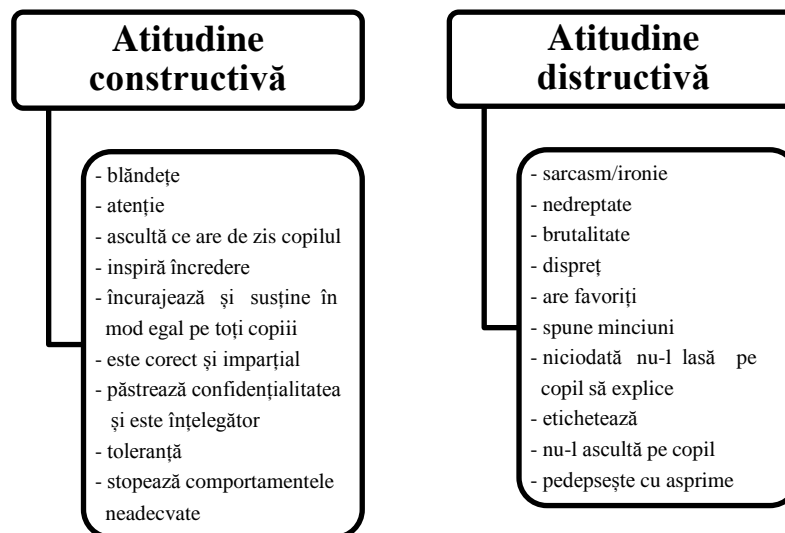 Atitudine
constructivă
- blândețe
- atenție
- ascultă ce are de zis copilul
- inspiră încredere
- încurajează și susține în
mod egal pe toți copiii
- este corect și imparțial
- păstrează confidențialitatea
și este înțelegător
- toleranță
- stopează comportamentele
neadecvate
Atitudine
distructivă
- sarcasm/ironie
- nedreptate
- brutalitate
- dispreț
- are favoriți
- spune minciuni
- niciodată nu-l lasă pe
copil să explice
- etichetează
- nu-l ascultă pe copil
- pedepsește cu asprime